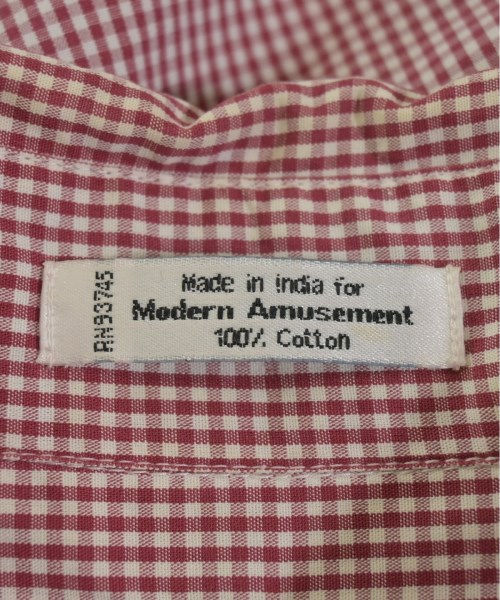 RN93745
Made in India for
Modern Amusement
100% Cotton